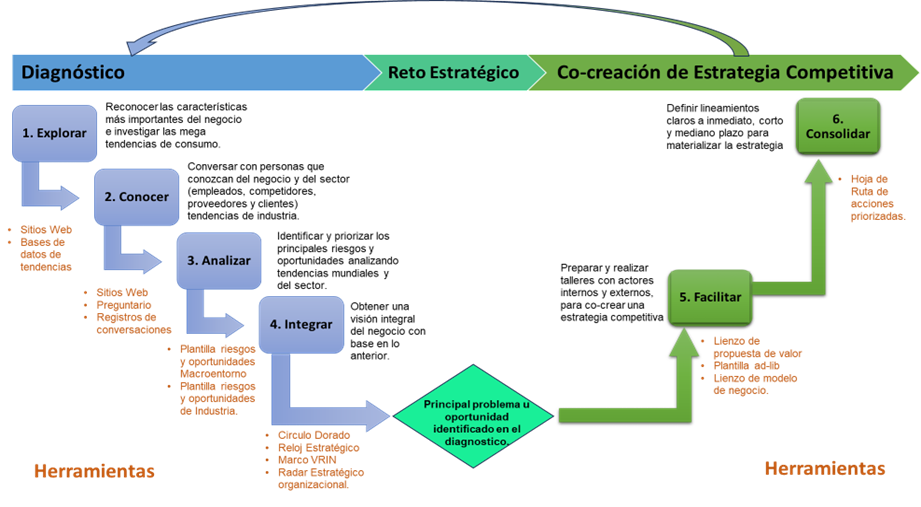 Diagnóstico
Reto Estratégico
Co-creación de Estrategia Competitiva
1. Explorar
Reconocer las características
más importantes del negocio
e investigar las mega
tendencias de consumo.
• Sitios Web
• Bases de
datos de
tendencias
2. Conocer
Conversar con personas que
conozcan del negocio y del sector
(empleados, competidores,
proveedores y clientes)
tendencias de industria.
• Sitios Web
• Preguntario
• Registros de
conversaciones
3. Analizar
Identificar y priorizar los
principales riesgos y
oportunidades analizando
tendencias mundiales y
del sector.
• Plantilla riesgos
y oportunidades
Macroentorno
• Plantilla riesgos
y oportunidades
de Industria.
4. Integrar
Obtener una
visión integral
del negocio con
base en lo
anterior.
• Circulo Dorado
• Reloj Estratégico
• Marco VRIN
• Radar Estratégico
organizacional.
Herramientas
Principal problema u
oportunidad
identificado en el
diagnostico.
5. Facilitar
Preparar y realizar
talleres con actores
internos y externos,
para co-crear una
estrategia competitiva
• Lienzo de
propuesta de valor
• Plantilla ad-lib
• Lienzo de modelo
de negocio.
6.
Consolidar
Definir lineamientos
claros a inmediato, corto
y mediano plazo para
materializar la estrategia
• Hoja de
Ruta de
acciones
priorizadas.
Herramientas